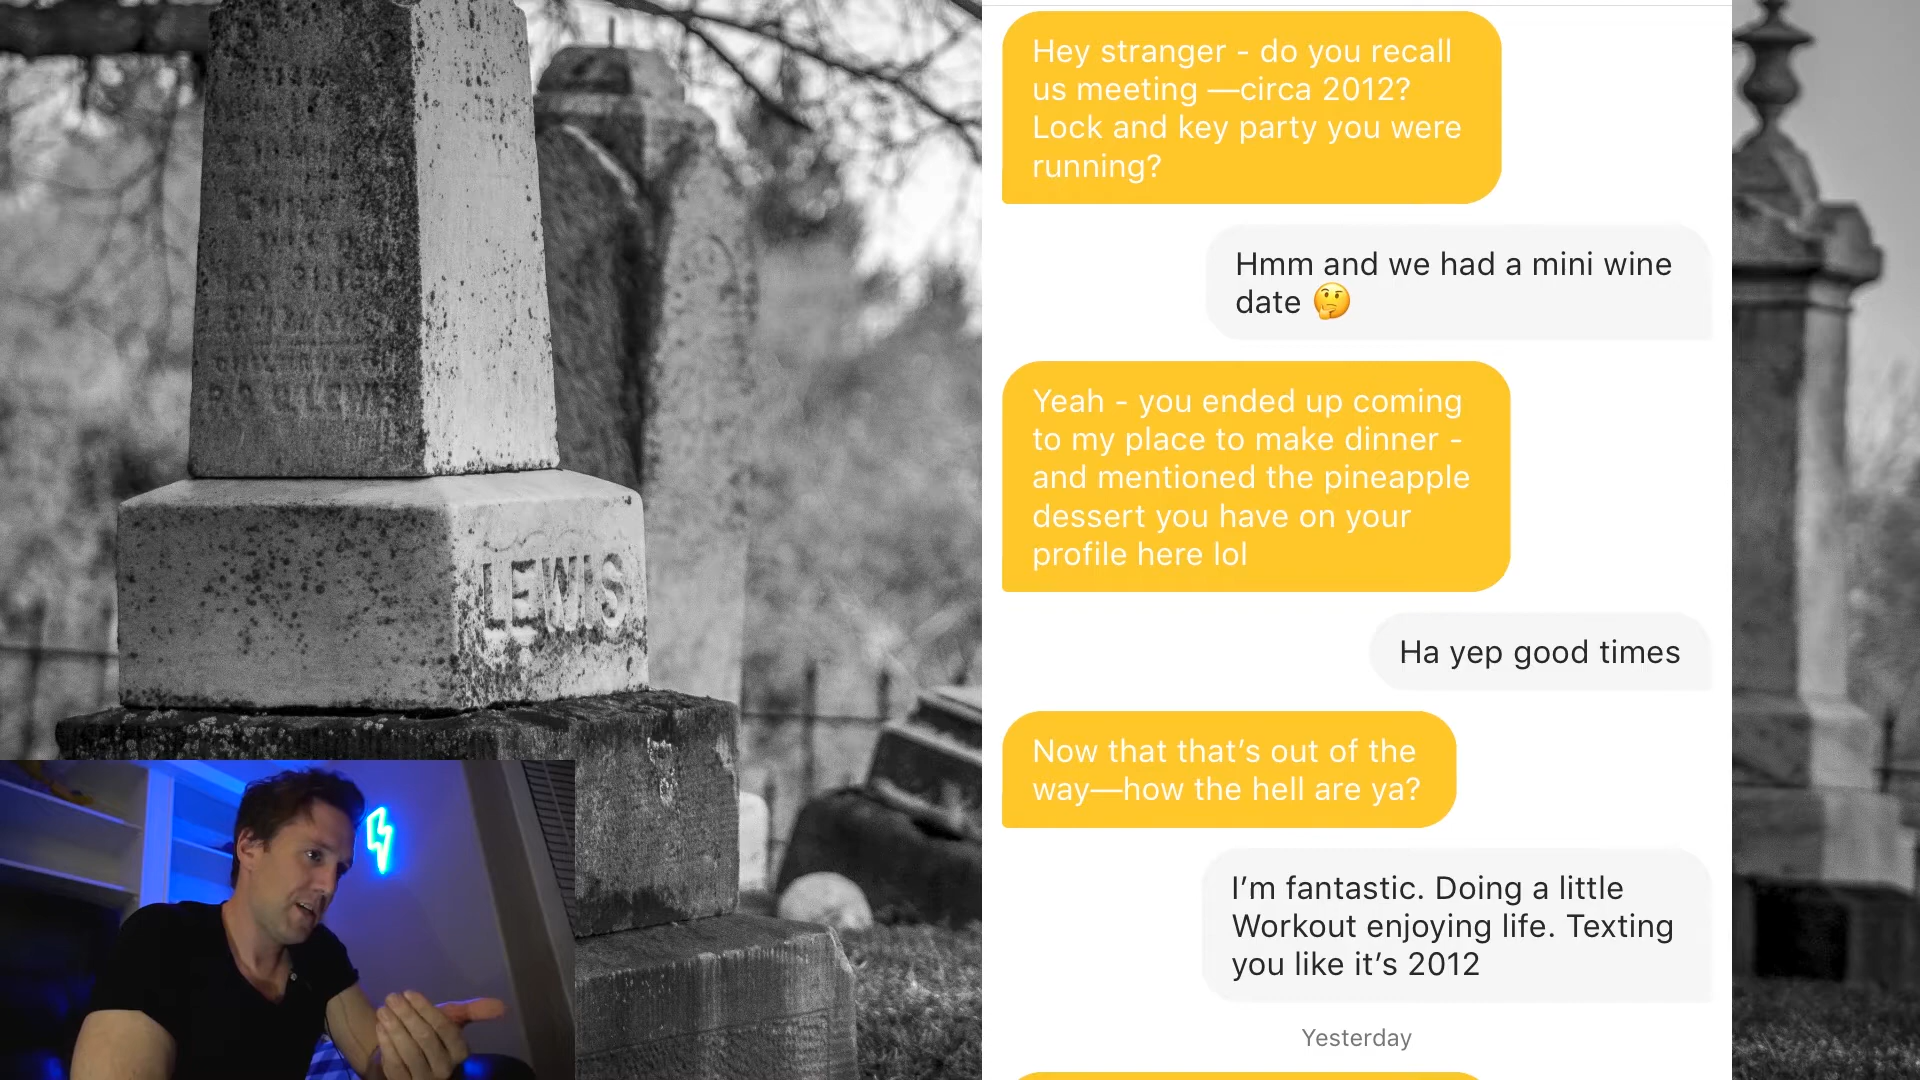 LEWIS
Hey stranger - do you recall
us meeting —circa 2012?
Lock and key party you were
running?
Hmm and we had a mini wine
date 🤔
Yeah - you ended up coming
to my place to make dinner -
and mentioned the pineapple
dessert you have on your
profile here lol
Ha yep good times
Now that that’s out of the
way—how the hell are ya?
I’m fantastic. Doing a little
Workout enjoying life. Texting
you like it’s 2012
Yesterday